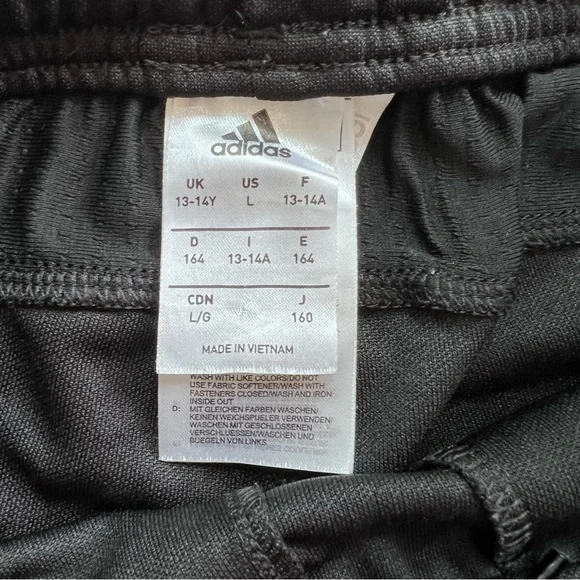 adidas
UK US F
13-14Y L 13-14A
D I E
164 13-14A 164
CDN J
L/G 160
MADE IN VIETNAM
WASH WITH LIKE COLORS/DO NOT
USE FABRIC SOFTENER/WASH WITH
FASTENERS CLOSED/WASH AND IRON
INSIDE OUT
D: MIT GLEICHEN FARBEN WASCHEN/
KEINEN WEICHSPUELER VERWENDEN/
WASCHEN MIT GESCHLOSSENEN
VERSCHLUESSEN/WASCHEN UND
BUEGELN VON LINKS